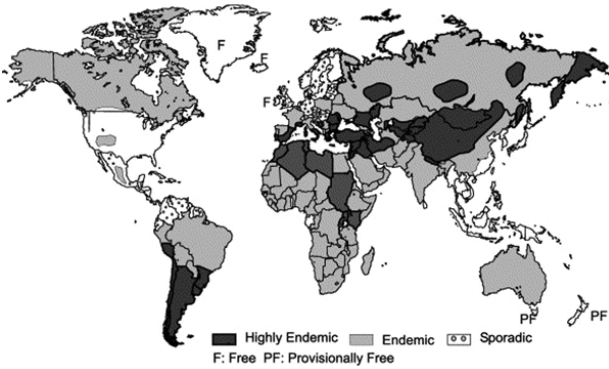 F
F
F
PF
PF
Highly Endemic Endemic Sporadic
F: Free PF: Provisionally Free